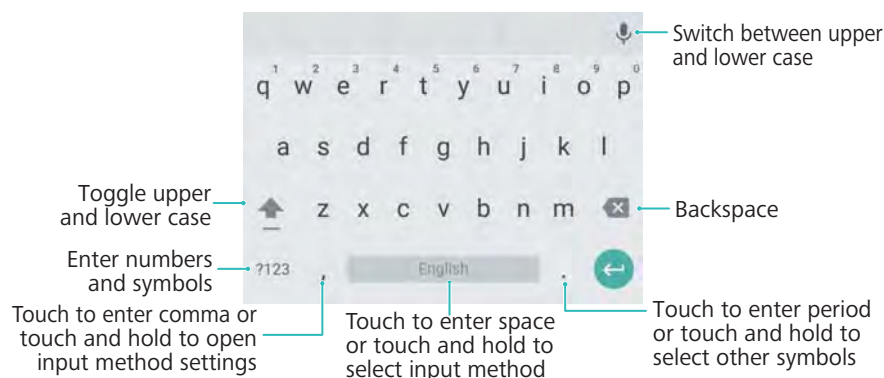 Switch between upper
and lower case
1 2 3 4 5 6 7 8 9 0
q w e r t y u i o p
a s d f g h j k l
Toggle upper
and lower case
z x c v b n m
Backspace
Enter numbers
and symbols
?123 , English .
Touch to enter comma or
touch and hold to open
input method settings
Touch to enter space
or touch and hold to
select input method
Touch to enter period
or touch and hold to
select other symbols